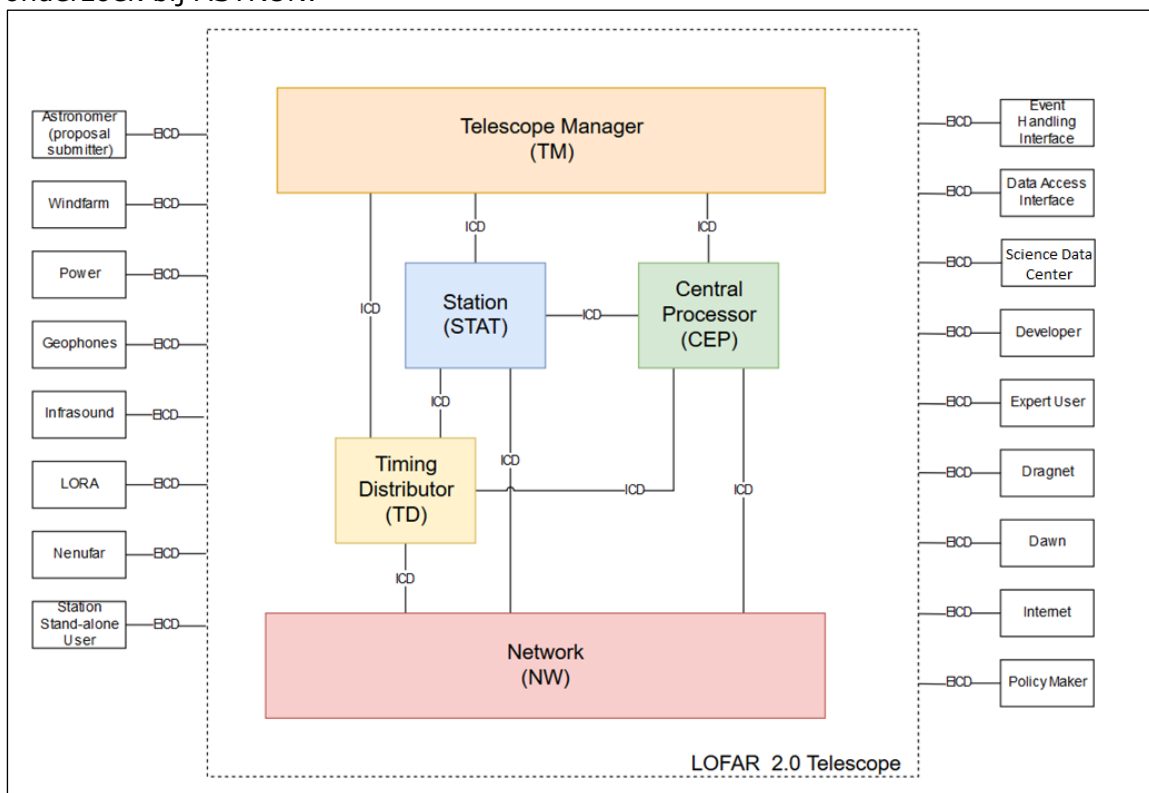 onderzoek bij ASTRON.
Telescope Manager
(TM)
Astronomer
(proposal
submitter)
EICD
Windfarm
EICD
Power
EICD
Geophones
EICD
Infrasound
EICD
LORA
EICD
Nenufar
EICD
Station
Stand-alone
User
EICD
ICD
ICD
ICD
Station
(STAT)
ICD
Central
Processor
(CEP)
ICD
ICD
Timing
Distributor
(TD)
ICD
ICD
ICD
ICD
Network
(NW)
LOFAR 2.0 Telescope
EICD
Event
Handling
Interface
EICD
Data Access
Interface
EICD
Science Data
Center
EICD
Developer
EICD
Expert User
EICD
Dragnet
EICD
Dawn
EICD
Internet
EICD
Policy Maker